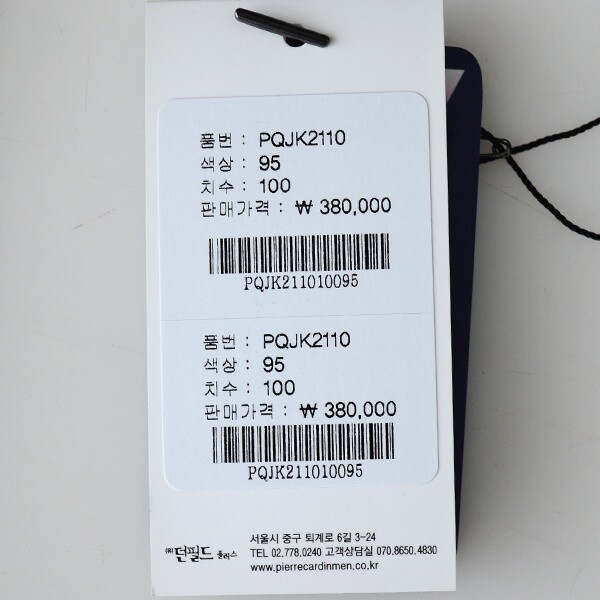 품번 : PQJK2110
색상 : 95
치수 : 100
판매가격 : ₩ 380,000
PQJK211010095
품번 : PQJK2110
색상 : 95
치수 : 100
판매가격 : ₩ 380,000
PQJK211010095
㈜던필드 플러스
서울시 중구 퇴계로 6길 3-24
TEL 02.778.0240 고객상담실 070.8650.4830
www.pierrecardinmen.co.kr